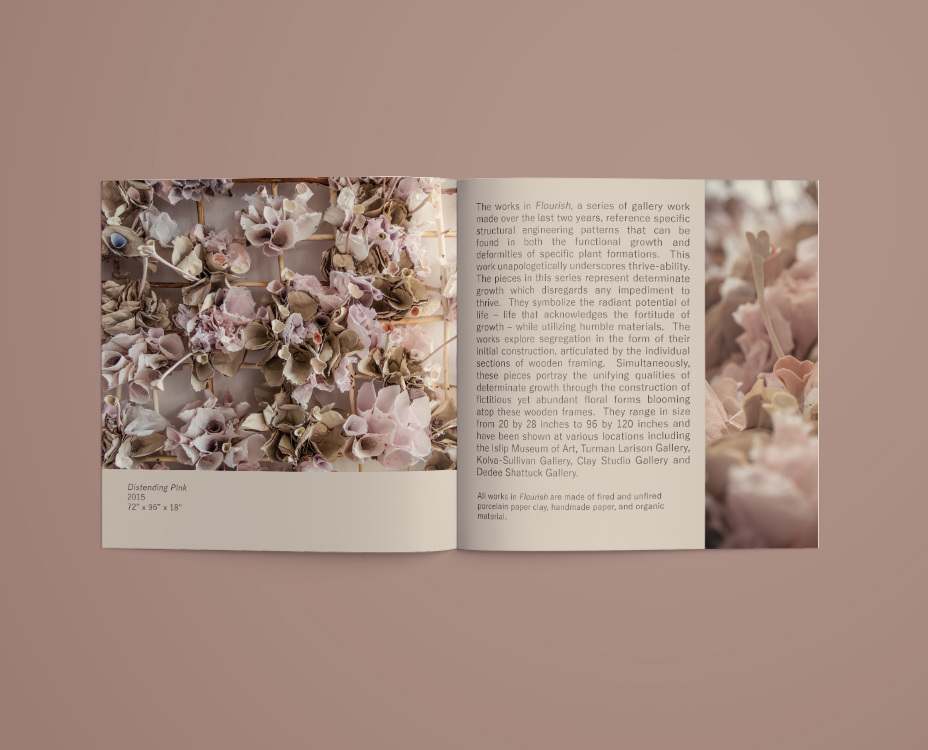 Distending Pink
2015
72" x 96" x 18"
The works in Flourish, a series of gallery work
made over the last two years, reference specific
structural engineering patterns that can be
found in both the functional growth and
deformities of specific plant formations. This
work unapologetically underscores thrive-ability.
The pieces in this series represent determinate
growth which disregards any impediment to
thrive. They symbolize the radiant potential of
life – life that acknowledges the fortitude of
growth – while utilizing humble materials. The
works explore segregation in the form of their
initial construction, articulated by the individual
sections of wooden framing. Simultaneously,
these pieces portray the unifying qualities of
determinate growth through the construction of
fictitious yet abundant floral forms blooming
atop these wooden frames. They range in size
from 20 by 28 inches to 96 by 120 inches and
have been shown at various locations including
the Islip Museum of Art, Turman Larison Gallery,
Kolva-Sullivan Gallery, Clay Studio Gallery and
Dedee Shattuck Gallery.
All works in Flourish are made of fired and unfired
porcelain paper clay, handmade paper, and organic
material.